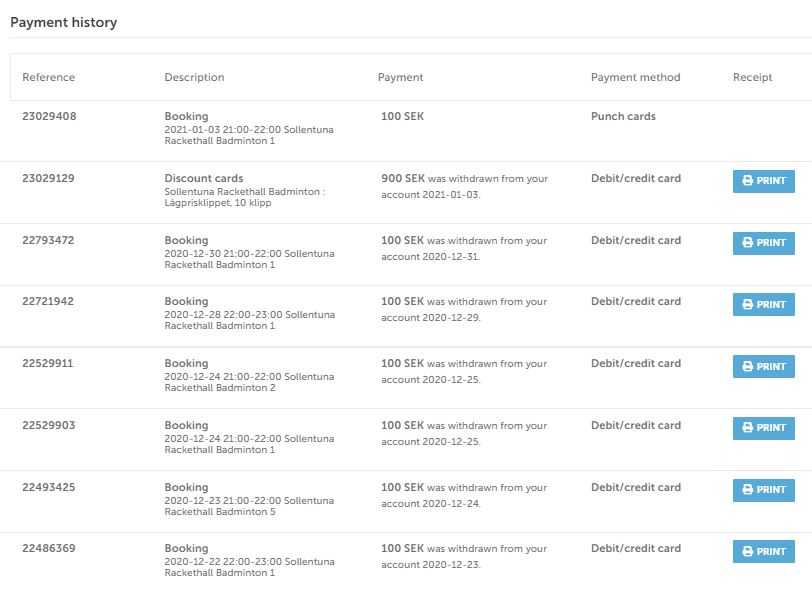 Payment history
Reference Description Payment Payment method Receipt
23029408 Booking 100 SEK Punch cards
2021-01-03 21:00-22:00 Sollentuna
Rackethall Badminton 1
23029129 Discount cards 900 SEK was withdrawn from your Debit/credit card PRINT
Sollentuna Rackethall Badminton : account 2021-01-03.
Lågprisklippet, 10 klipp
22793472 Booking 100 SEK was withdrawn from your Debit/credit card PRINT
2020-12-30 21:00-22:00 Sollentuna account 2020-12-31.
Rackethall Badminton 1
22721942 Booking 100 SEK was withdrawn from your Debit/credit card PRINT
2020-12-28 22:00-23:00 Sollentuna account 2020-12-29.
Rackethall Badminton 1
22529911 Booking 100 SEK was withdrawn from your Debit/credit card PRINT
2020-12-24 21:00-22:00 Sollentuna account 2020-12-25.
Rackethall Badminton 2
22529903 Booking 100 SEK was withdrawn from your Debit/credit card PRINT
2020-12-24 21:00-22:00 Sollentuna account 2020-12-25.
Rackethall Badminton 1
22493425 Booking 100 SEK was withdrawn from your Debit/credit card PRINT
2020-12-23 21:00-22:00 Sollentuna account 2020-12-24.
Rackethall Badminton 5
22486369 Booking 100 SEK was withdrawn from your Debit/credit card PRINT
2020-12-22 22:00-23:00 Sollentuna account 2020-12-23.
Rackethall Badminton 1